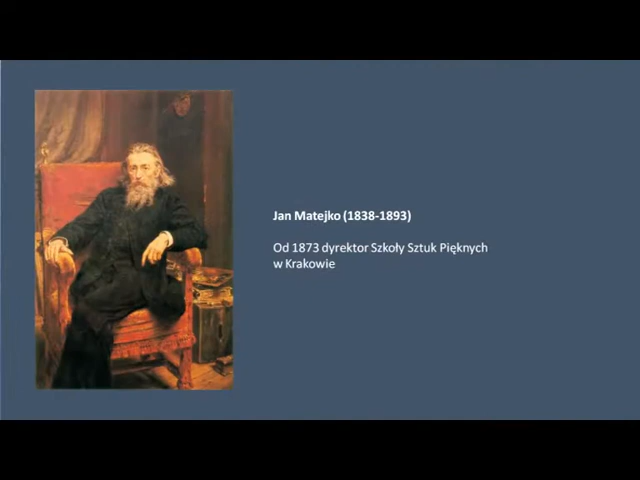 Jan Matejko (1838-1893)
Od 1873 dyrektor Szkoły Sztuk Pięknych
w Krakowie